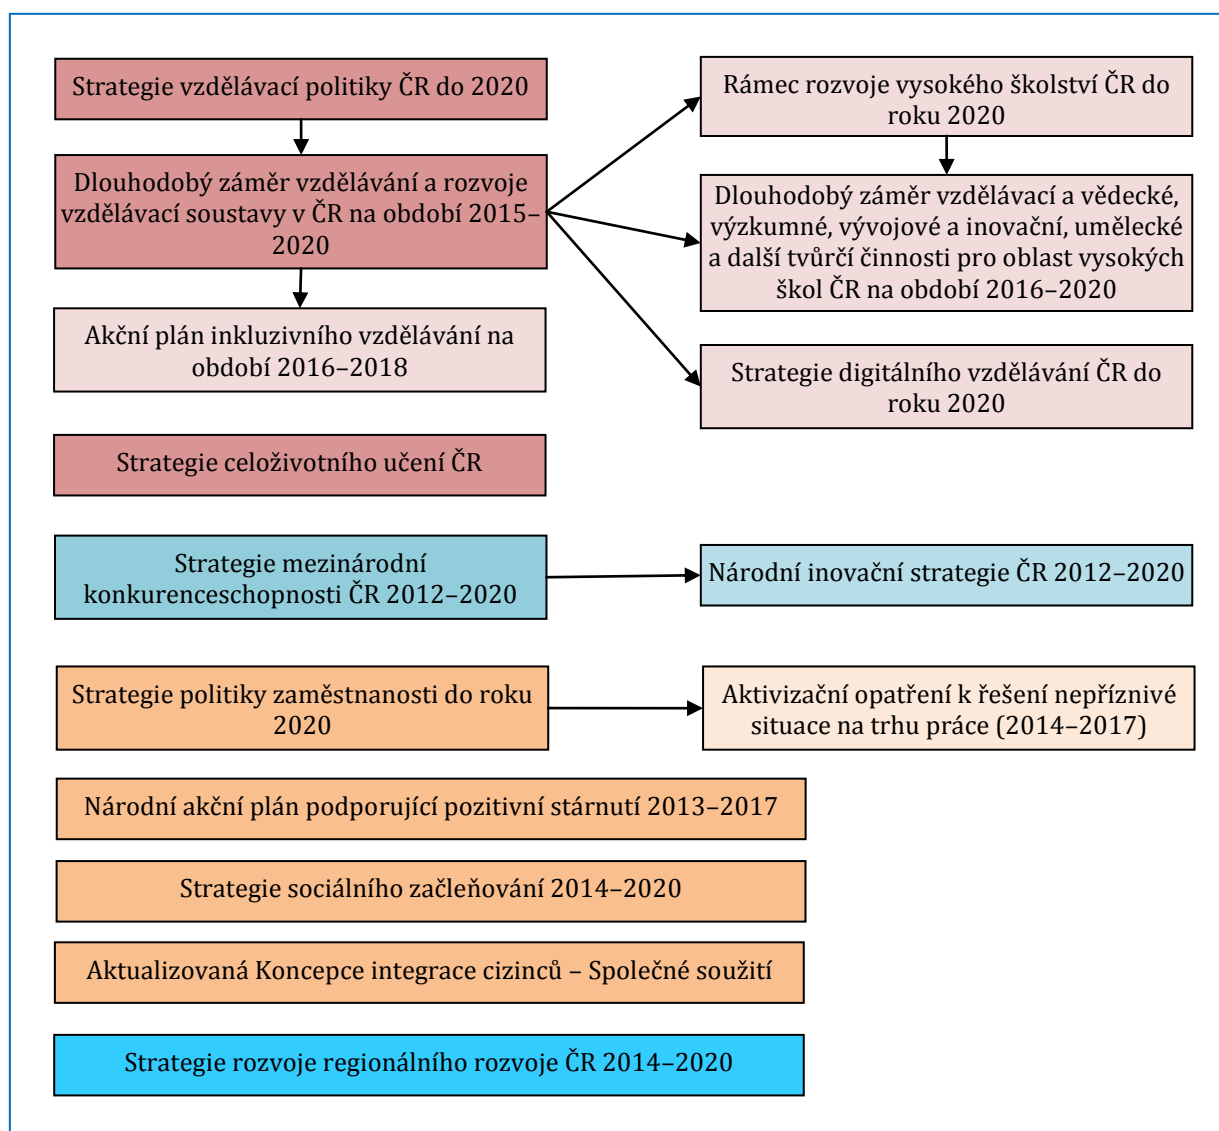 Strategie vzdělávací politiky ČR do 2020
Rámec rozvoje vysokého školství ČR do
roku 2020
Dlouhodobý záměr vzdělávání a rozvoje
vzdělávací soustavy v ČR na období 2015–
2020
Dlouhodobý záměr vzdělávací a vědecké,
výzkumné, vývojové a inovační, umělecké
a další tvůrčí činnosti pro oblast vysokých
škol ČR na období 2016–2020
Akční plán inkluzivního vzdělávání na
období 2016–2018
Strategie digitálního vzdělávání ČR do
roku 2020
Strategie celoživotního učení ČR
Strategie mezinárodní
konkurenceschopnosti ČR 2012–2020
Národní inovační strategie ČR 2012–2020
Strategie politiky zaměstnanosti do roku
2020
Aktivizační opatření k řešení nepříznivé
situace na trhu práce (2014–2017)
Národní akční plán podporující pozitivní stárnutí 2013–2017
Strategie sociálního začleňování 2014–2020
Aktualizovaná Koncepce integrace cizinců – Společné soužití
Strategie rozvoje regionálního rozvoje ČR 2014–2020